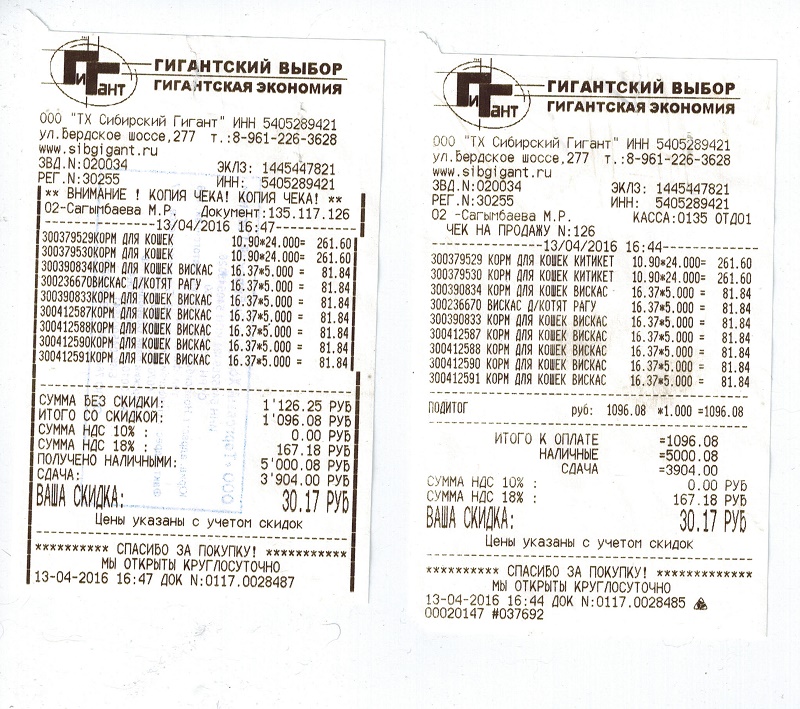 ГиГант
ГИГАНТСКИЙ ВЫБОР
ГИГАНТСКАЯ ЭКОНОМИЯ
ООО "ТХ Сибирский Гигант" ИНН 5405289421
ул.Бердское шоссе,277 т.:8-961-226-3628
www.sibgigant.ru
ЗВД.N:020034 ЭКЛЗ: 1445447821
РЕГ.N:30255 ИНН: 5405289421
** ВНИМАНИЕ ! КОПИЯ ЧЕКА! КОПИЯ ЧЕКА! **
02-Сагымбаева М.Р. Документ:135.117.126
13/04/2016 16:47
300379529КОРМ ДЛЯ КОШЕК 10.90*24.000= 261.60
300379530КОРМ ДЛЯ КОШЕК 10.90*24.000= 261.60
300390834КОРМ ДЛЯ КОШЕК ВИСКАС 16.37*5.000 = 81.84
300236670ВИСКАС Д/КОТЯТ РАГУ 16.37*5.000 = 81.84
300390833КОРМ ДЛЯ КОШЕК ВИСКАС 16.37*5.000 = 81.84
300412587КОРМ ДЛЯ КОШЕК ВИСКАС 16.37*5.000 = 81.84
300412588КОРМ ДЛЯ КОШЕК ВИСКАС 16.37*5.000 = 81.84
300412590КОРМ ДЛЯ КОШЕК ВИСКАС 16.37*5.000 = 81.84
300412591КОРМ ДЛЯ КОШЕК ВИСКАС 16.37*5.000 = 81.84
СУММА БЕЗ СКИДКИ: 1'126.25 РУБ
ИТОГО СО СКИДКОЙ: 1'096.08 РУБ
СУММА НДС 10% : 0.00 РУБ
СУММА НДС 18% : 167.18 РУБ
ПОЛУЧЕНО НАЛИЧНЫМИ: 5'000.08 РУБ
СДАЧА: 3'904.00 РУБ
ВАША СКИДКА: 30.17 РУБ
Цены указаны с учетом скидок
********** СПАСИБО ЗА ПОКУПКУ! ***********
МЫ ОТКРЫТЫ КРУГЛОСУТОЧНО
13-04-2016 16:47 ДОК N:0117.0028487
ГиГант
ГИГАНТСКИЙ ВЫБОР
ГИГАНТСКАЯ ЭКОНОМИЯ
ООО "ТХ Сибирский Гигант" ИНН 5405289421
ул.Бердское шоссе,277 т.:8-961-226-3628
www.sibgigant.ru
ЗВД.N:020034 ЭКЛЗ: 1445447821
РЕГ.N:30255 ИНН: 5405289421
02 -Сагымбаева М.Р. КАССА:0135 ОТД01
ЧЕК НА ПРОДАЖУ N:126
13/04/2016 16:44
300379529 КОРМ ДЛЯ КОШЕК КИТИКЕТ 10.90*24.000= 261.60
300379530 КОРМ ДЛЯ КОШЕК КИТИКЕТ 10.90*24.000= 261.60
300390834 КОРМ ДЛЯ КОШЕК ВИСКАС 16.37*5.000 = 81.84
300236670 ВИСКАС Д/КОТЯТ РАГУ 16.37*5.000 = 81.84
300390833 КОРМ ДЛЯ КОШЕК ВИСКАС 16.37*5.000 = 81.84
300412587 КОРМ ДЛЯ КОШЕК ВИСКАС 16.37*5.000 = 81.84
300412588 КОРМ ДЛЯ КОШЕК ВИСКАС 16.37*5.000 = 81.84
300412590 КОРМ ДЛЯ КОШЕК ВИСКАС 16.37*5.000 = 81.84
300412591 КОРМ ДЛЯ КОШЕК ВИСКАС 16.37*5.000 = 81.84
ПОДИТОГ руб: 1096.08 *1.000 =1096.08
ИТОГО К ОПЛАТЕ =1096.08
НАЛИЧНЫЕ =5000.08
СДАЧА =3904.00
СУММА НДС 10% : 0.00 РУБ
СУММА НДС 18% : 167.18 РУБ
ВАША СКИДКА: 30.17 РУБ
Цены указаны с учетом скидок
********** СПАСИБО ЗА ПОКУПКУ! *************
МЫ ОТКРЫТЫ КРУГЛОСУТОЧНО
13-04-2016 16:44 ДОК N:0117.0028485
00020147 #037692